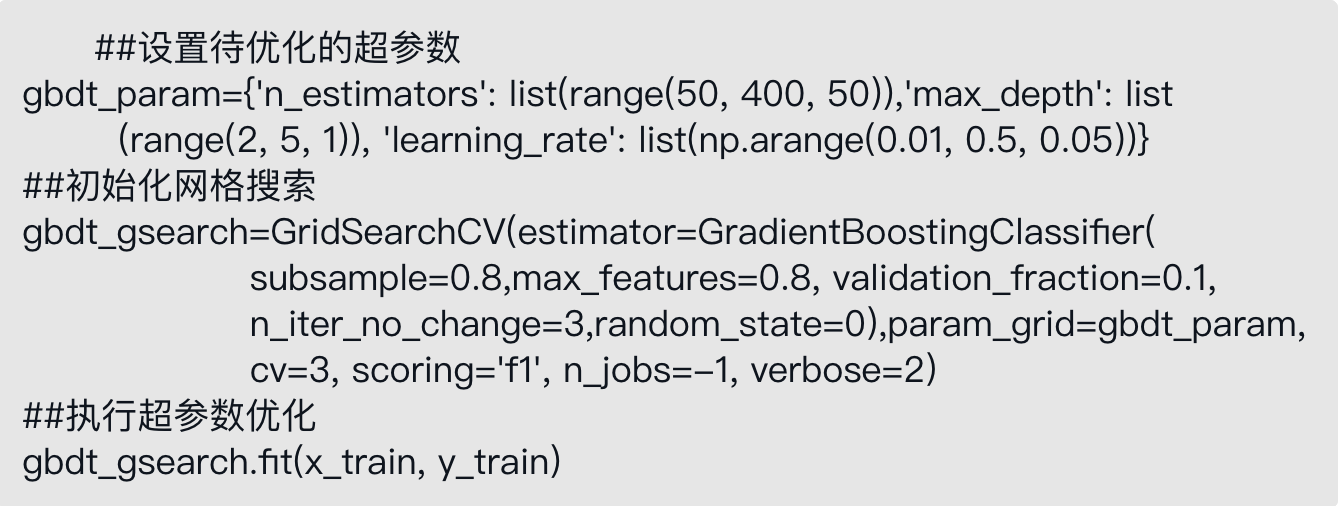 ##设置待优化的超参数
gbdt_param={'n_estimators': list(range(50, 400, 50)),'max_depth': list
(range(2, 5, 1)), 'learning_rate': list(np.arange(0.01, 0.5, 0.05))}
##初始化网格搜索
gbdt_gsearch=GridSearchCV(estimator=GradientBoostingClassifier(
subsample=0.8,max_features=0.8, validation_fraction=0.1,
n_iter_no_change=3,random_state=0),param_grid=gbdt_param,
cv=3, scoring='f1', n_jobs=−1, verbose=2)
##执行超参数优化
gbdt_gsearch.fit(x_train, y_train)